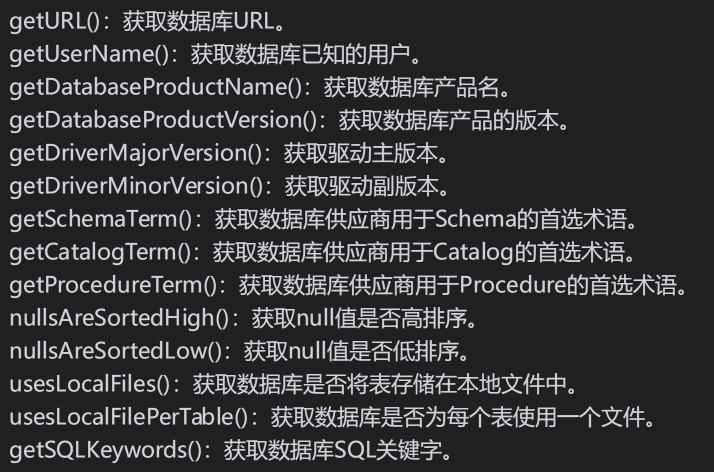 getURL()：获取数据库URL。
getUserName()：获取数据库已知的用户。
getDatabaseProductName()：获取数据库产品名。
getDatabaseProductVersion()：获取数据库产品的版本。
getDriverMajorVersion()：获取驱动主版本。
getDriverMinorVersion()：获取驱动副版本。
getSchemaTerm()：获取数据库供应商用于Schema的首选术语。
getCatalogTerm()：获取数据库供应商用于Catalog的首选术语。
getProcedureTerm()：获取数据库供应商用于Procedure的首选术语。
nullsAreSortedHigh()：获取null值是否高排序。
nullsAreSortedLow()：获取null值是否低排序。
usesLocalFiles()：获取数据库是否将表存储在本地文件中。
usesLocalFilePerTable()：获取数据库是否为每个表使用一个文件。
getSQLKeywords()：获取数据库SQL关键字。